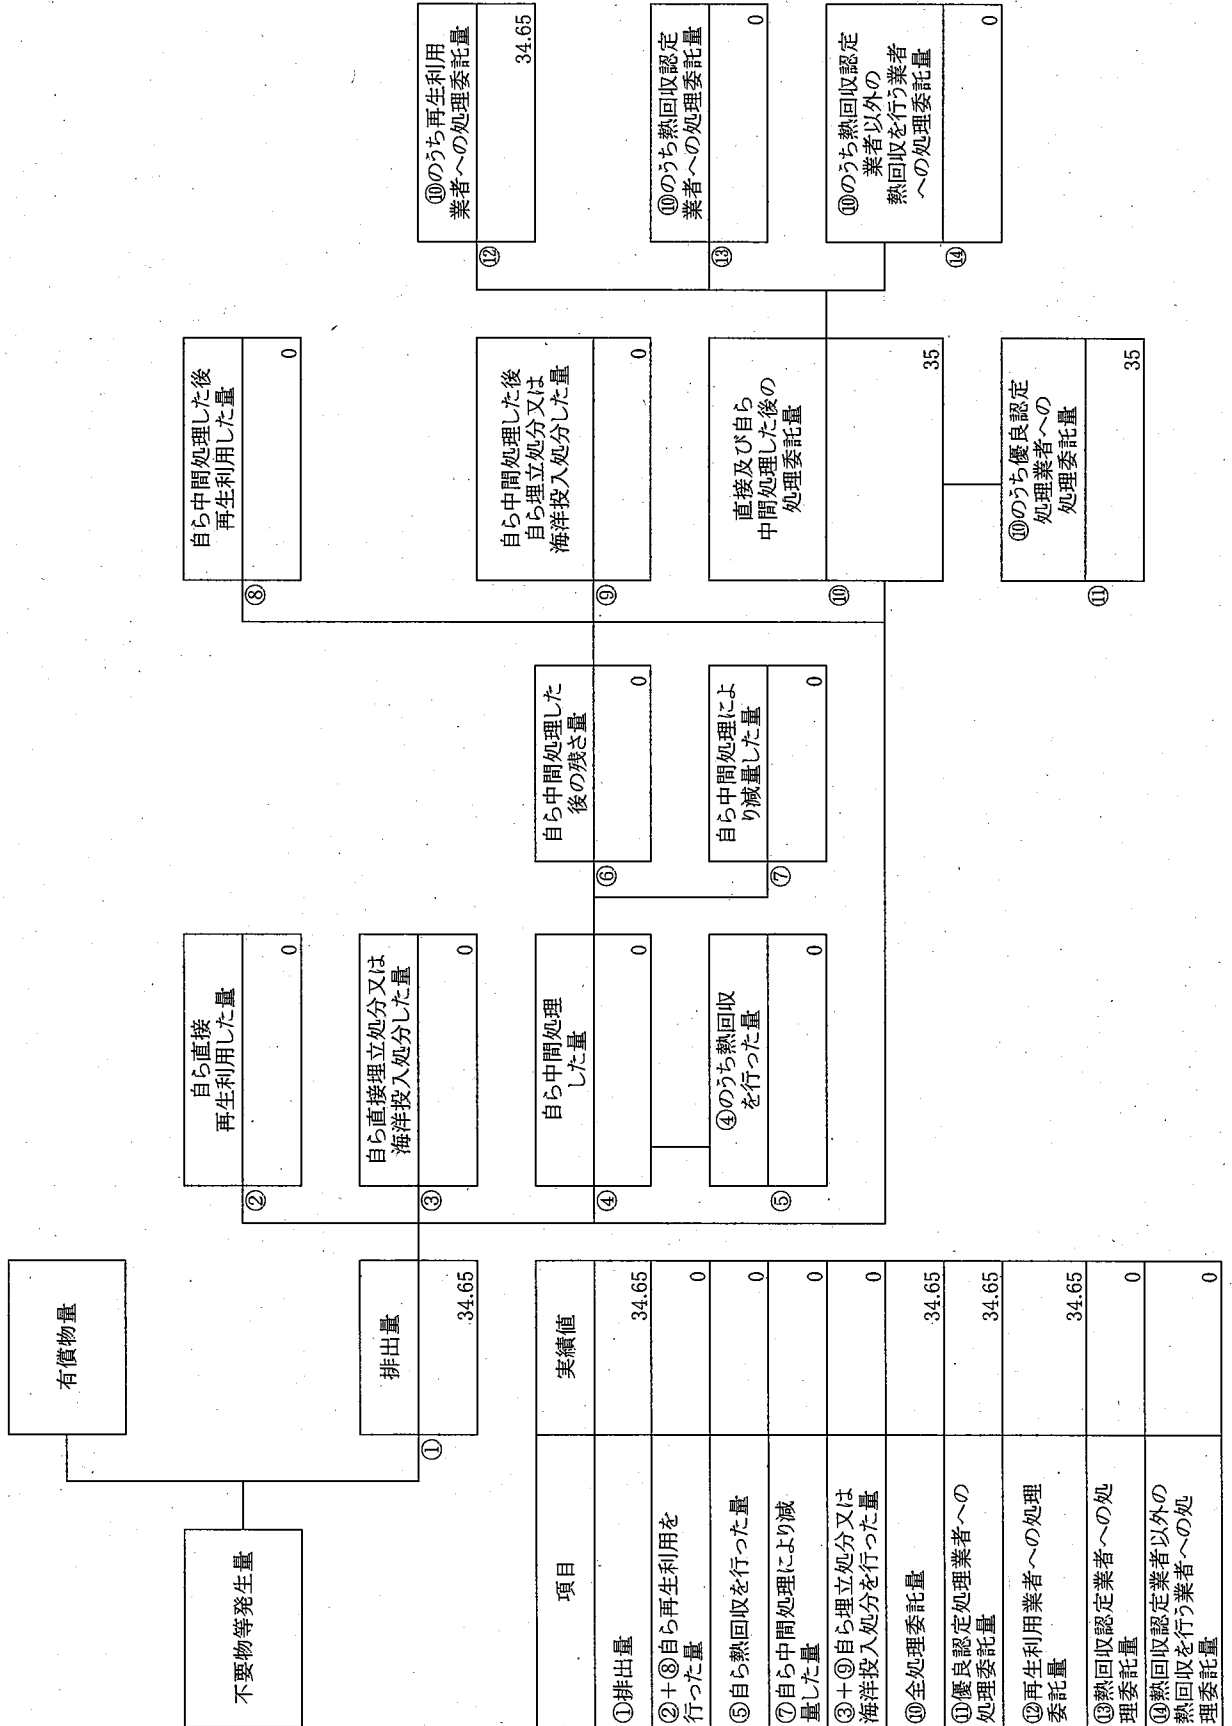 不要物等発生量
有償物量
排出量
①
34.65
自ら直接
再生利用した量
②
0
自ら直接埋立処分又は
海洋投入処分した量
③
0
自ら中間処理
した量
④
0
④のうち熱回収
を行った量
⑤
0
自ら中間処理した
後の残さ量
⑥
0
自ら中間処理によ
り減量した量
⑦
0
自ら中間処理した後
再生利用した量
⑧
0
自ら中間処理した後
自ら埋立処分又は
海洋投入処分した量
⑨
0
直接及び自ら
中間処理した後の
処理委託量
⑩
35
⑩のうち優良認定
処理業者への
処理委託量
⑪
35
⑩のうち再生利用
業者への処理委託量
⑫
34.65
⑩のうち熱回収認定
業者への処理委託量
⑬
0
⑩のうち熱回収認定
業者以外の
熱回収を行う業者
への処理委託量
⑭
0
項目 実績値
①排出量 34.65
②+⑧自ら再生利用を
行った量 0
⑤自ら熱回収を行った量 0
⑦自ら中間処理により減
量した量 0
③+⑨自ら埋立処分又は
海洋投入処分を行った量 0
⑩全処理委託量 34.65
⑪優良認定処理業者への
処理委託量 34.65
⑫再生利用業者への処理
委託量 34.65
⑬熱回収認定業者への処
理委託量 0
⑭熱回収認定業者以外の
熱回収を行う業者への処
理委託量 0